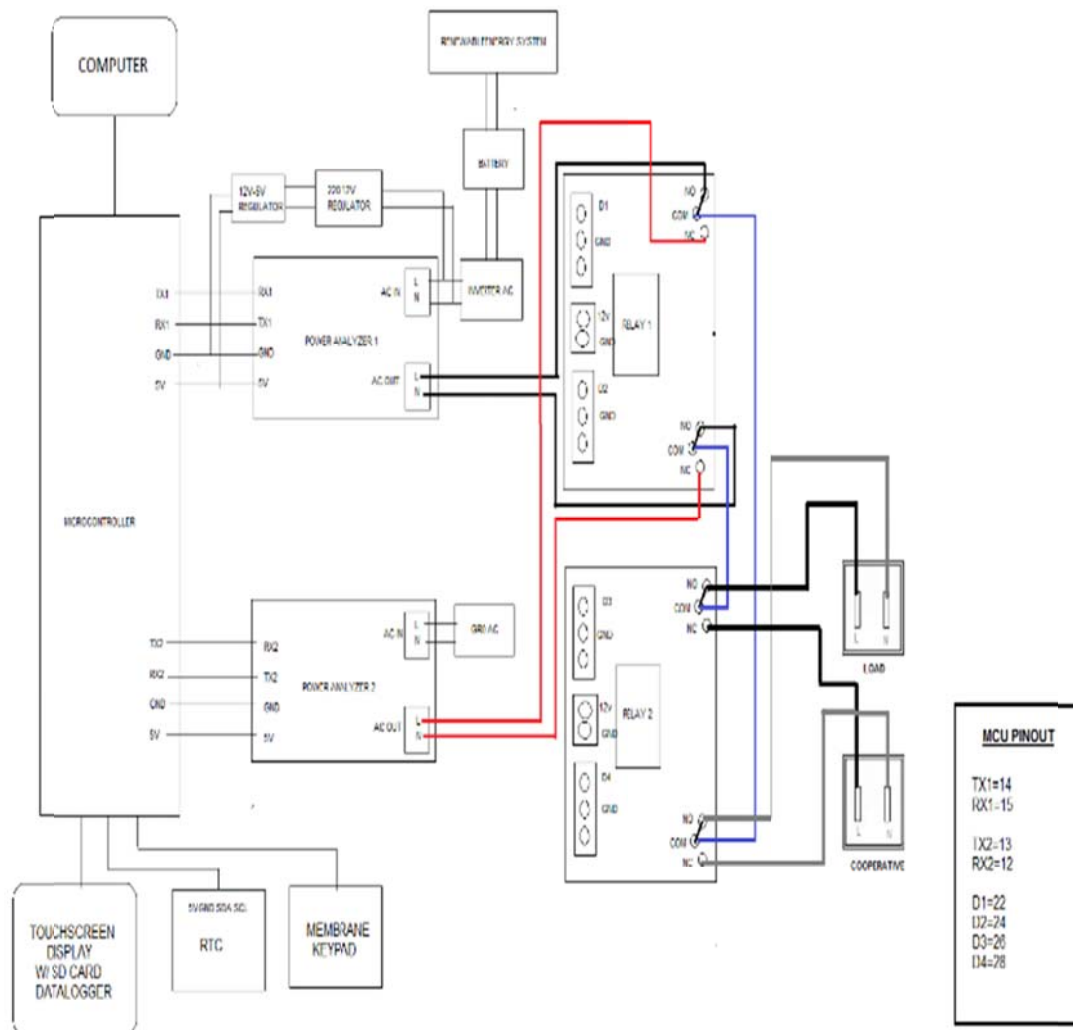 COMPUTER
RENEWABLE ENERGY SYSTEM
BATTERY
12V-5V
REGULATOR
220 12V
REGULATOR
INVERTER AC
TX1
RX1
GND
5V
RX1
TX1
GND
5V
POWER ANALYZER 1
AC IN
L
N
AC OUT
L
N
D1
GND
12V
GND
D2
GND
RELAY 1
NO
COM
NC
NO
COM
NC
MICROCONTROLLER
TX2
RX2
GND
5V
RX2
TX2
GND
5V
POWER ANALYZER 2
AC IN
L
N
GRID AC
AC OUT
L
N
D3
GND
12V
GND
D4
GND
RELAY 2
NO
COM
NC
NO
COM
NC
L
N
LOAD
L
N
COOPERATIVE
TOUCHSCREEN
DISPLAY
W/ SD CARD
DATALOGGER
5V GND SDA SCL
RTC
MEMBRANE
KEYPAD
MCU PINOUT
TX1=14
RX1=15
TX2=13
RX2=12
D1=22
D2=24
D3=26
D4=28